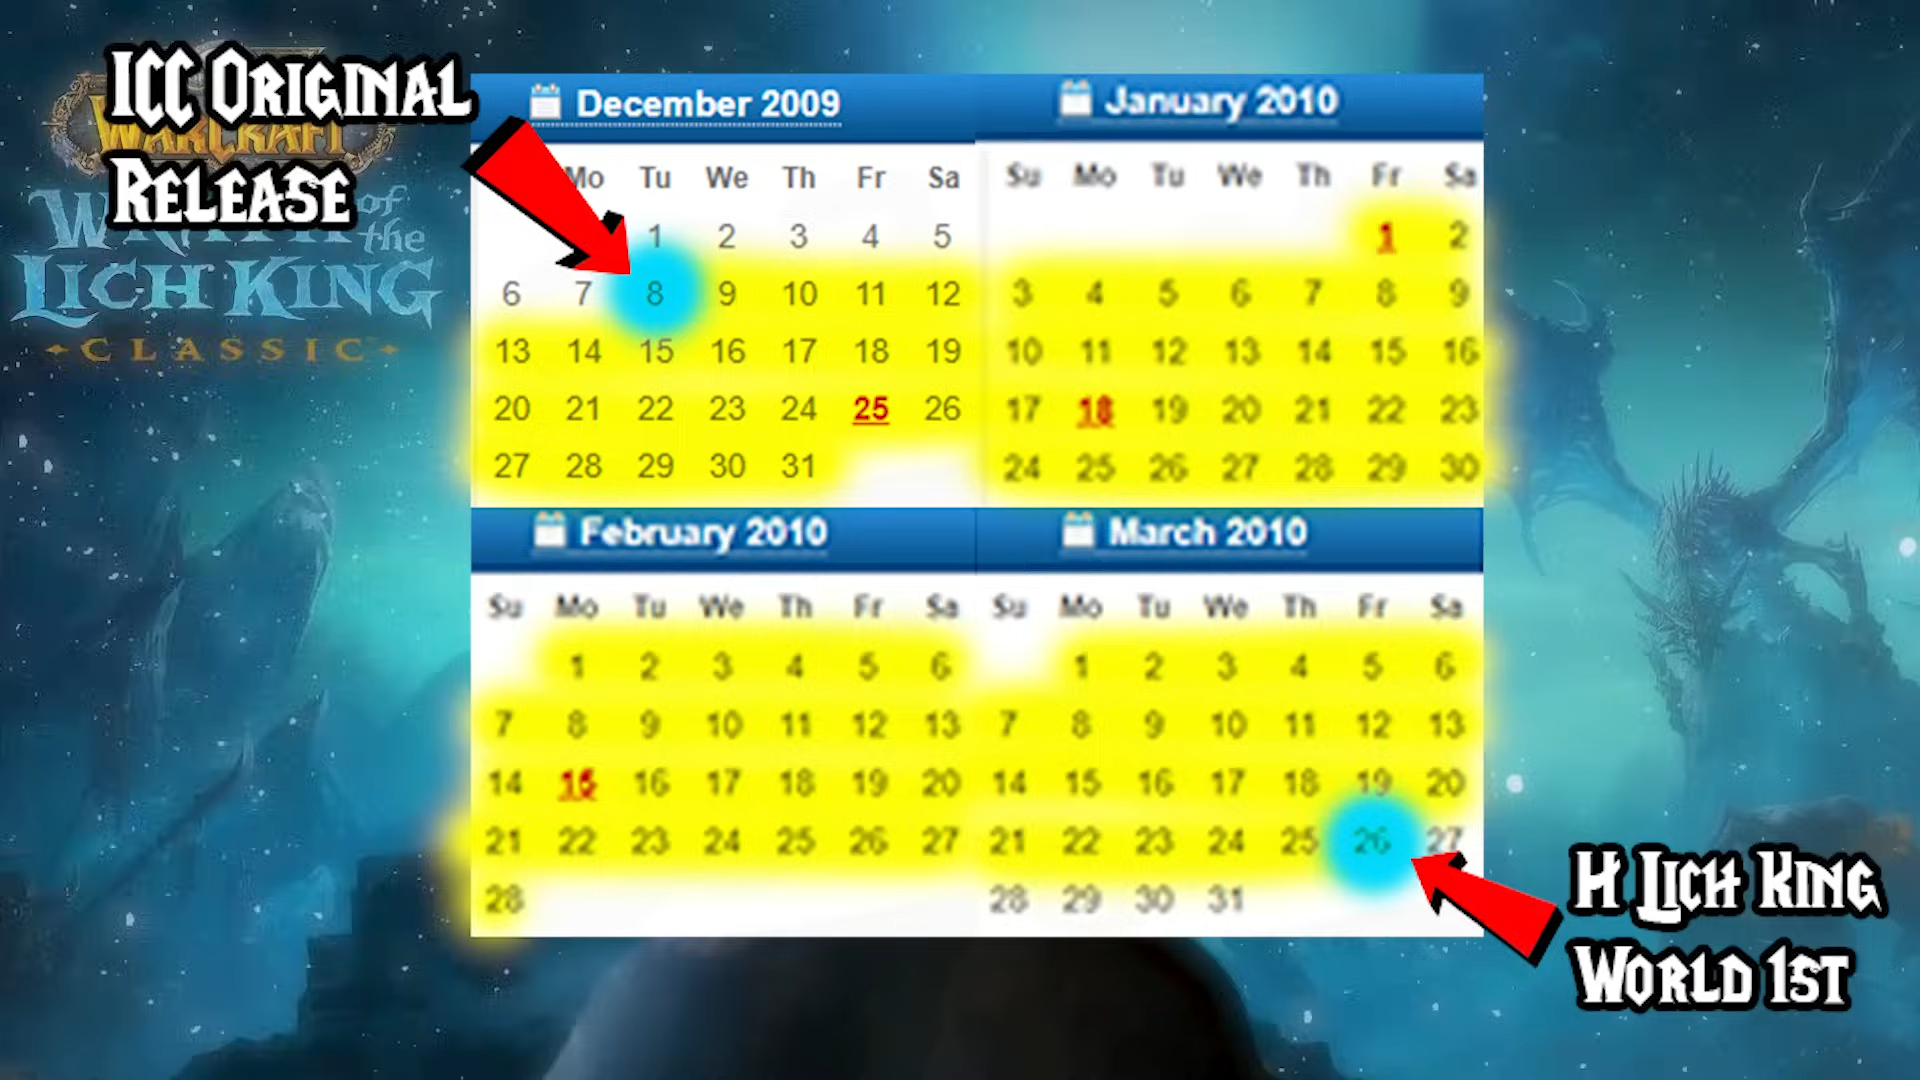 ICC Original
Release
WARCRAFT
WRATH of the
LICH KING
CLASSIC
December 2009
Mo Tu We Th Fr Sa
1 2 3 4 5
6 7 8 9 10 11 12
13 14 15 16 17 18 19
20 21 22 23 24 25 26
27 28 29 30 31
January 2010
Su Mo Tu We Th Fr Sa
1 2
3 4 5 6 7 8 9
10 11 12 13 14 15 16
17 18 19 20 21 22 23
24 25 26 27 28 29 30
February 2010
Su Mo Tu We Th Fr Sa
1 2 3 4 5 6
7 8 9 10 11 12 13
14 15 16 17 18 19 20
21 22 23 24 25 26 27
28
March 2010
Su Mo Tu We Th Fr Sa
1 2 3 4 5 6
7 8 9 10 11 12 13
14 15 16 17 18 19 20
21 22 23 24 25 26 27
28 29 30 31
H Lich King
World 1st